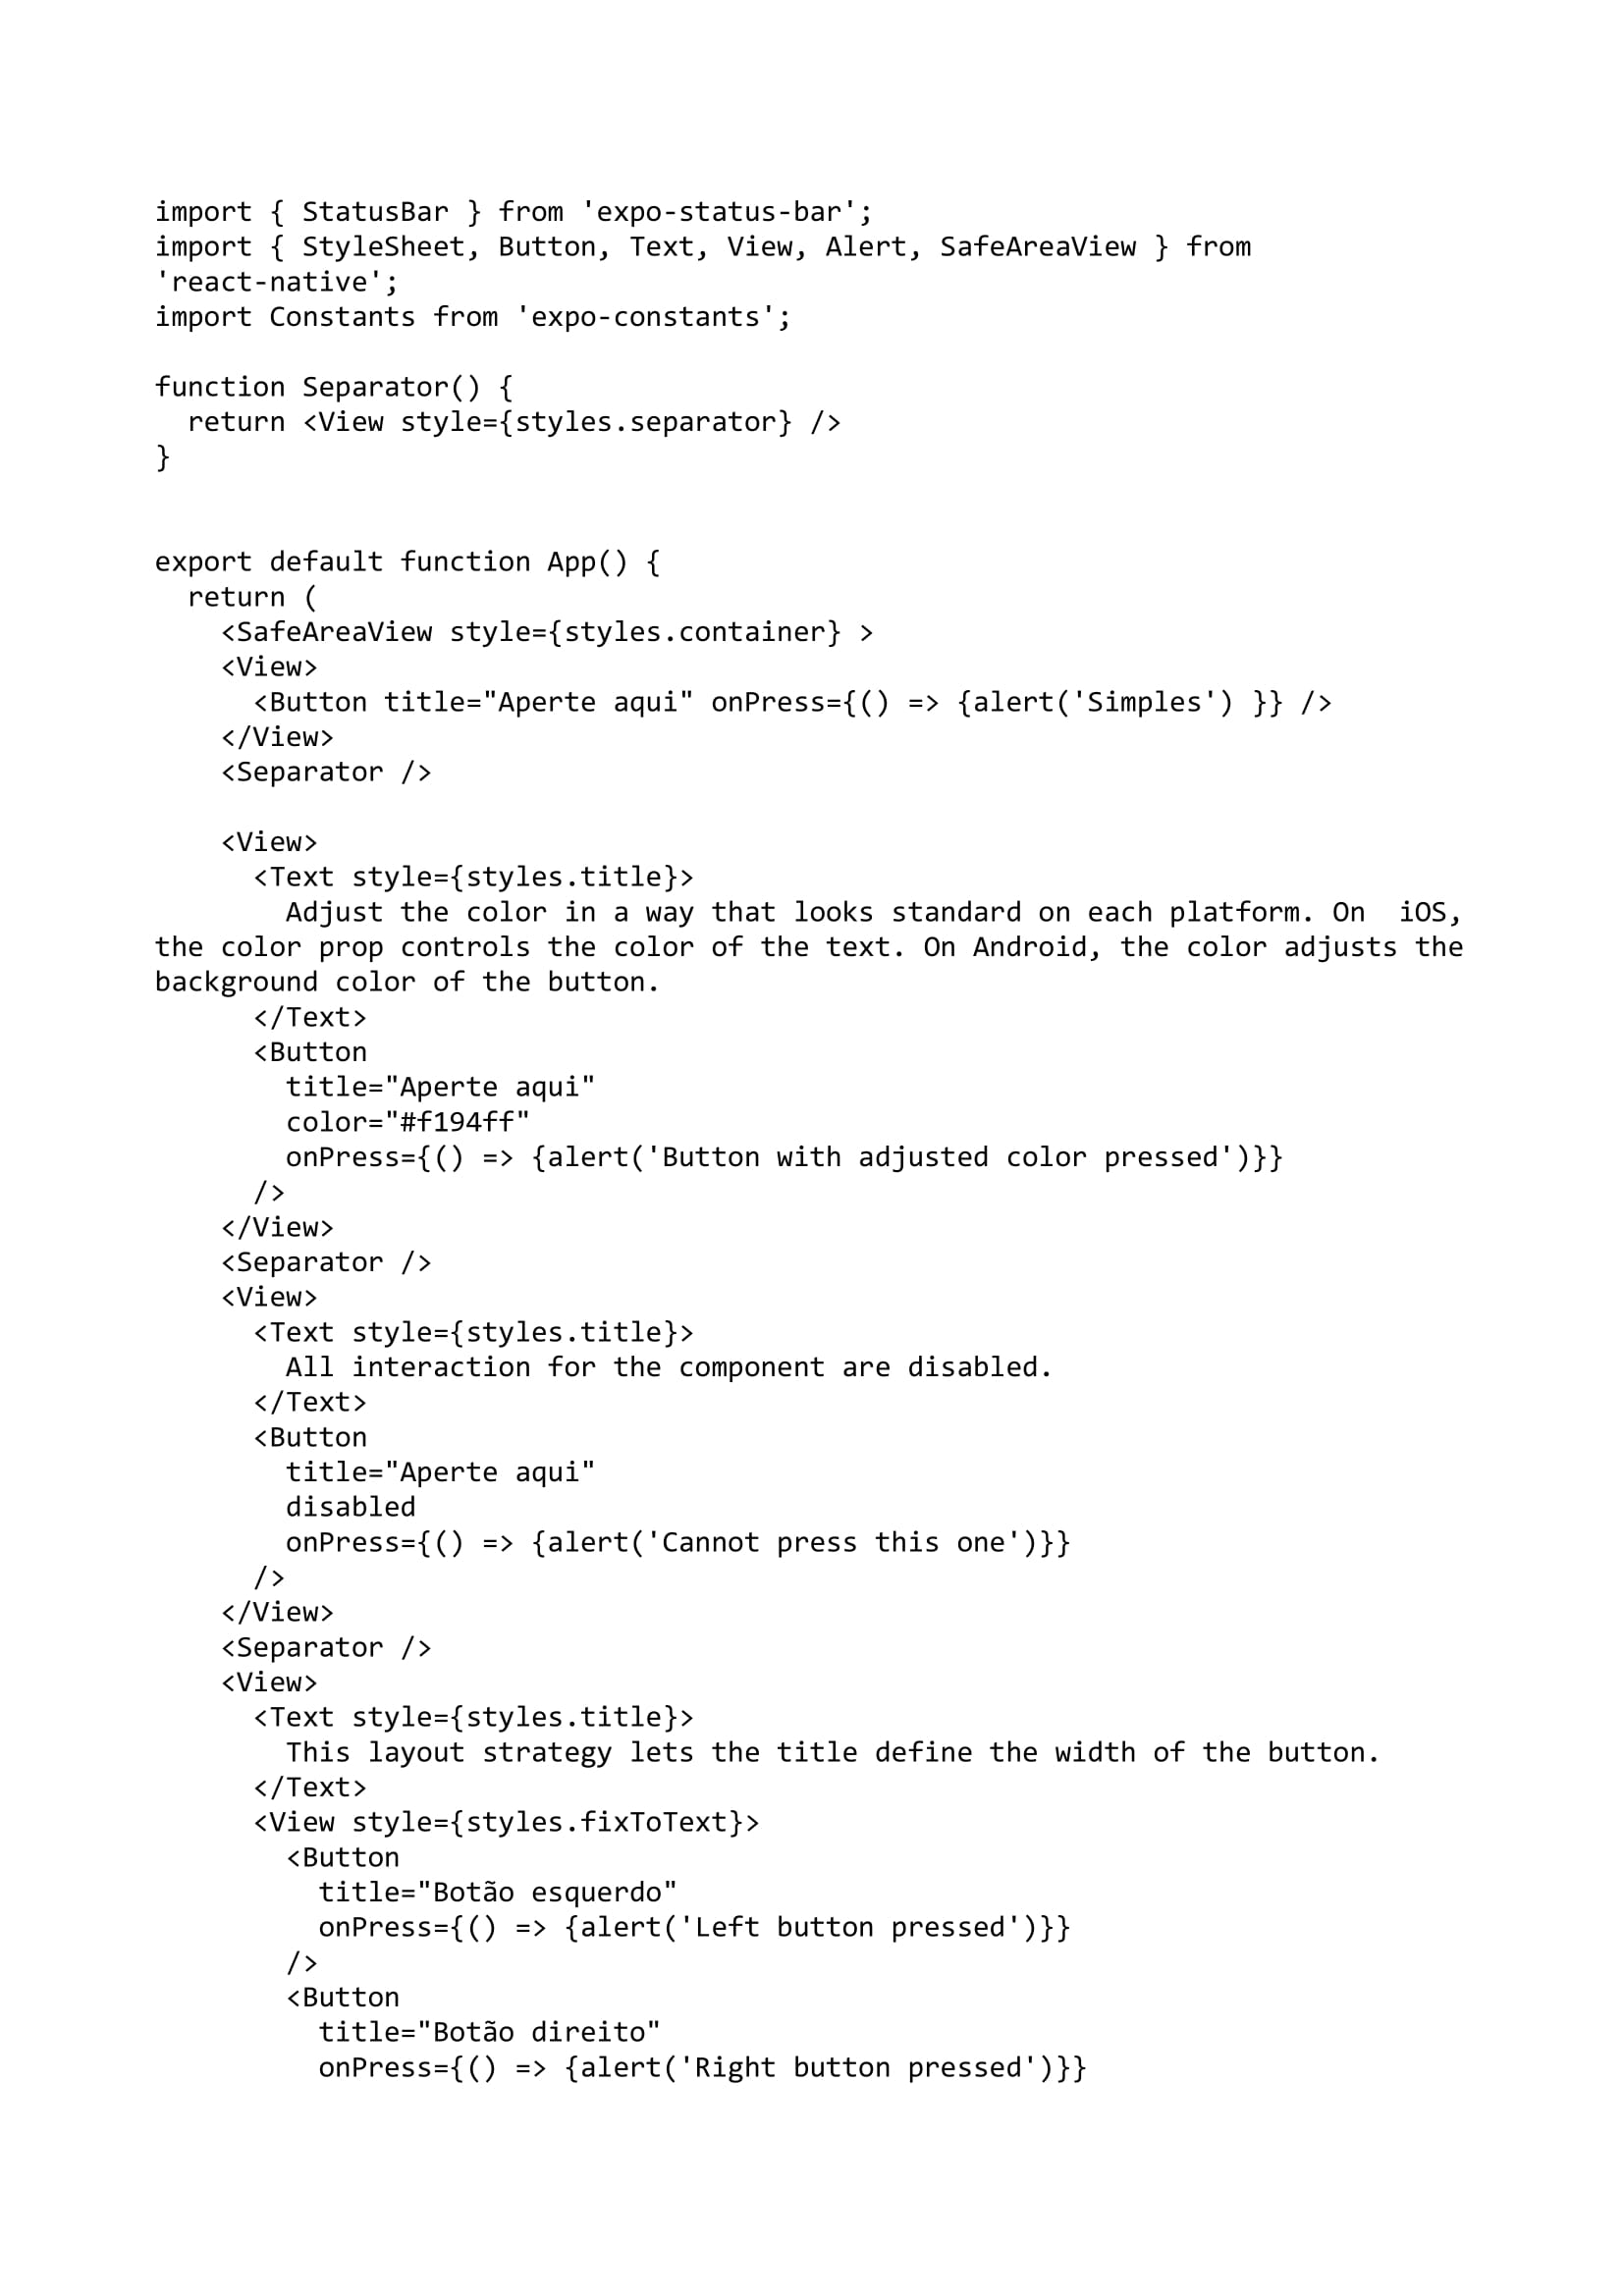 import { StatusBar } from 'expo-status-bar';
import { StyleSheet, Button, Text, View, Alert, SafeAreaView } from
'react-native';
import Constants from 'expo-constants';

function Separator() {
  return <View style={styles.separator} />
}


export default function App() {
  return (
    <SafeAreaView style={styles.container} >
    <View>
      <Button title="Aperte aqui" onPress={() => {alert('Simples') }} />
    </View>
    <Separator />

    <View>
      <Text style={styles.title}>
        Adjust the color in a way that looks standard on each platform. On  iOS,
the color prop controls the color of the text. On Android, the color adjusts the
background color of the button.
      </Text>
      <Button
        title="Aperte aqui"
        color="#f194ff"
        onPress={() => {alert('Button with adjusted color pressed')}}
      />
    </View>
    <Separator />
    <View>
      <Text style={styles.title}>
        All interaction for the component are disabled.
      </Text>
      <Button
        title="Aperte aqui"
        disabled
        onPress={() => {alert('Cannot press this one')}}
      />
    </View>
    <Separator />
    <View>
      <Text style={styles.title}>
        This layout strategy lets the title define the width of the button.
      </Text>
      <View style={styles.fixToText}>
        <Button
          title="Botão esquerdo"
          onPress={() => {alert('Left button pressed')}}
        />
        <Button
          title="Botão direito"
          onPress={() => {alert('Right button pressed')}}